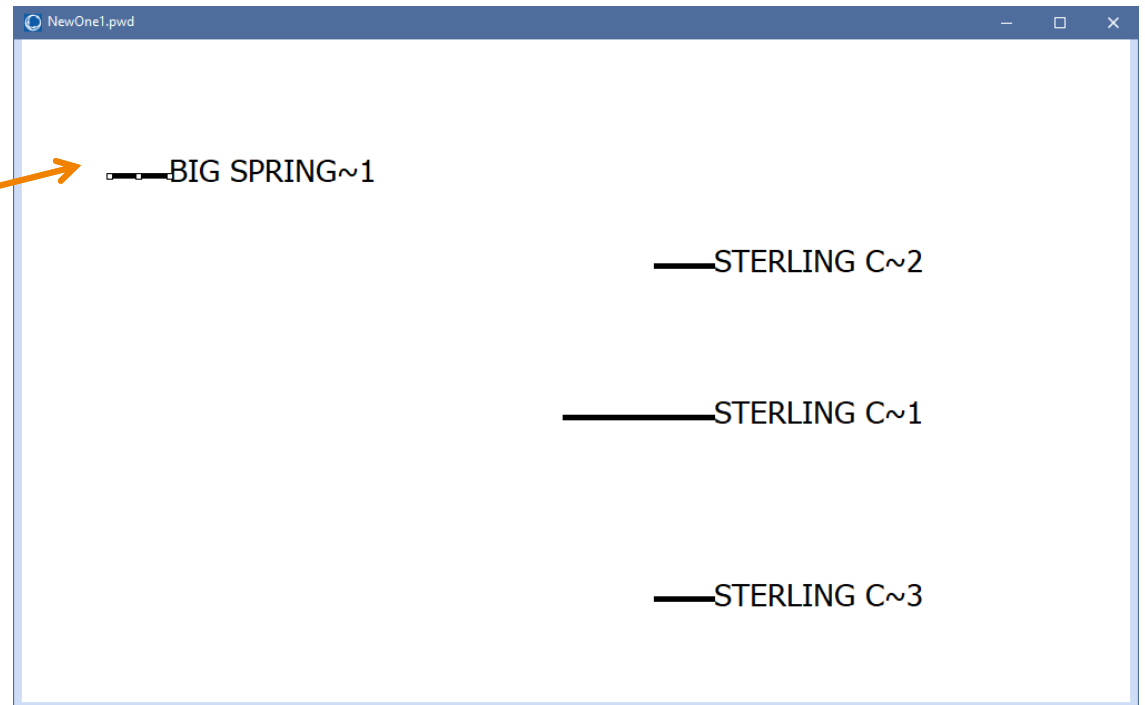 NewOne1.pwd
BIG SPRING~1
STERLING C~2
STERLING C~1
STERLING C~3